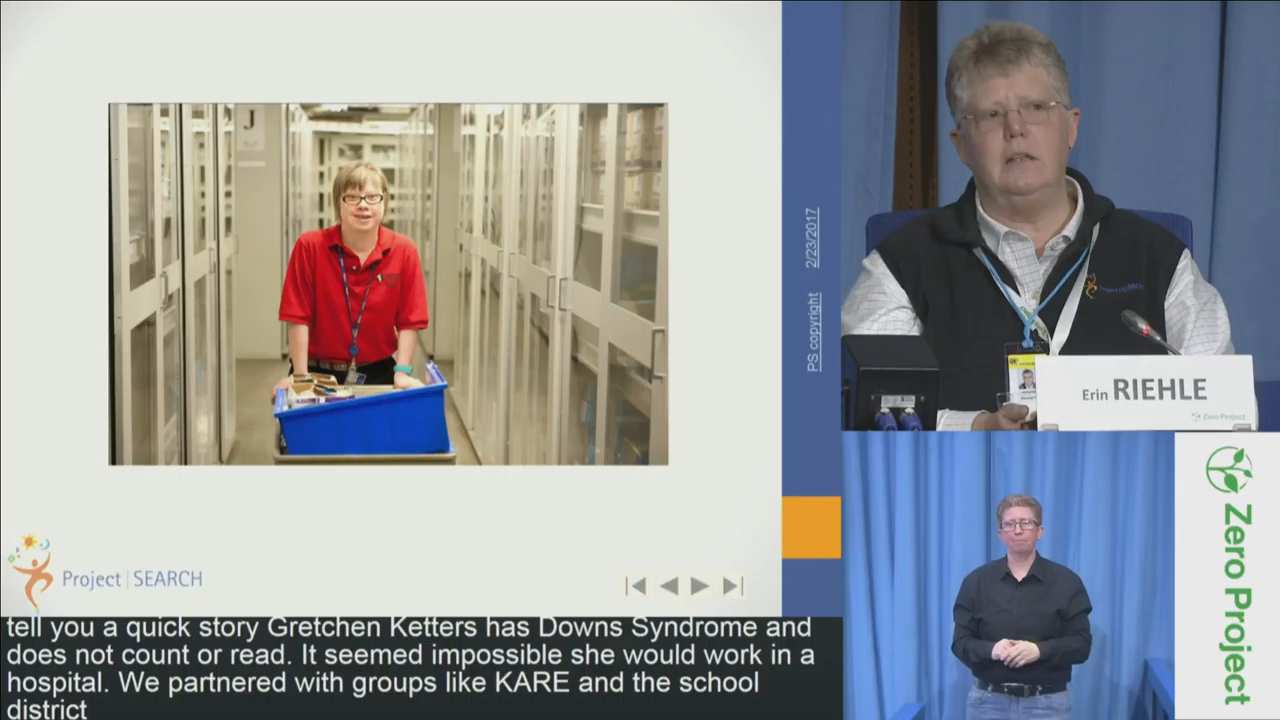 J
Project | SEARCH
PS copyright 2/23/2017
Erin RIEHLE
Zero Project
Zero Project
tell you a quick story Gretchen Ketters has Downs Syndrome and
does not count or read. It seemed impossible she would work in a
hospital. We partnered with groups like KARE and the school
district